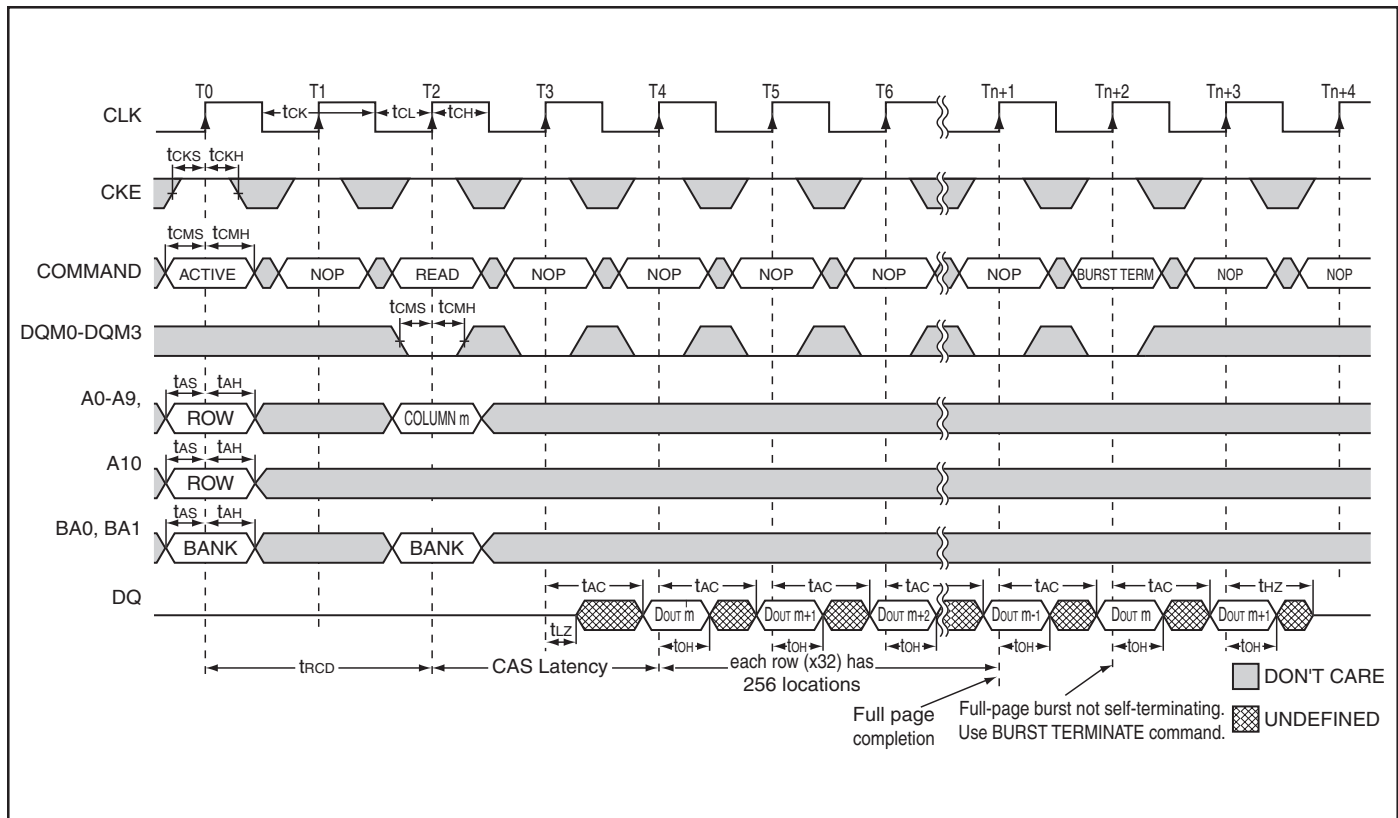 T0 T1 T2 T3 T4 T5 T6 Tn+1 Tn+2 Tn+3 Tn+4
CLK tCK tCL tCH
tCKS tCKH
CKE
tCMS tCMH
COMMAND ACTIVE NOP READ NOP NOP NOP NOP NOP BURST TERM NOP NOP
tCMS tCMH
DQM0-DQM3
tAS tAH
A0-A9, ROW COLUMN m
tAS tAH
A10 ROW
tAS tAH
BA0, BA1 BANK BANK
tAC tAC tAC tAC tAC tAC tHZ
DQ DOUT m DOUT m+1 DOUT m+2 DOUT m-1 DOUT m DOUT m+1
tLZ tOH tOH tOH tOH tOH tOH
tRCD CAS Latency each row (x32) has
256 locations
DON'T CARE
Full page
completion
Full-page burst not self-terminating.
Use BURST TERMINATE command.
UNDEFINED